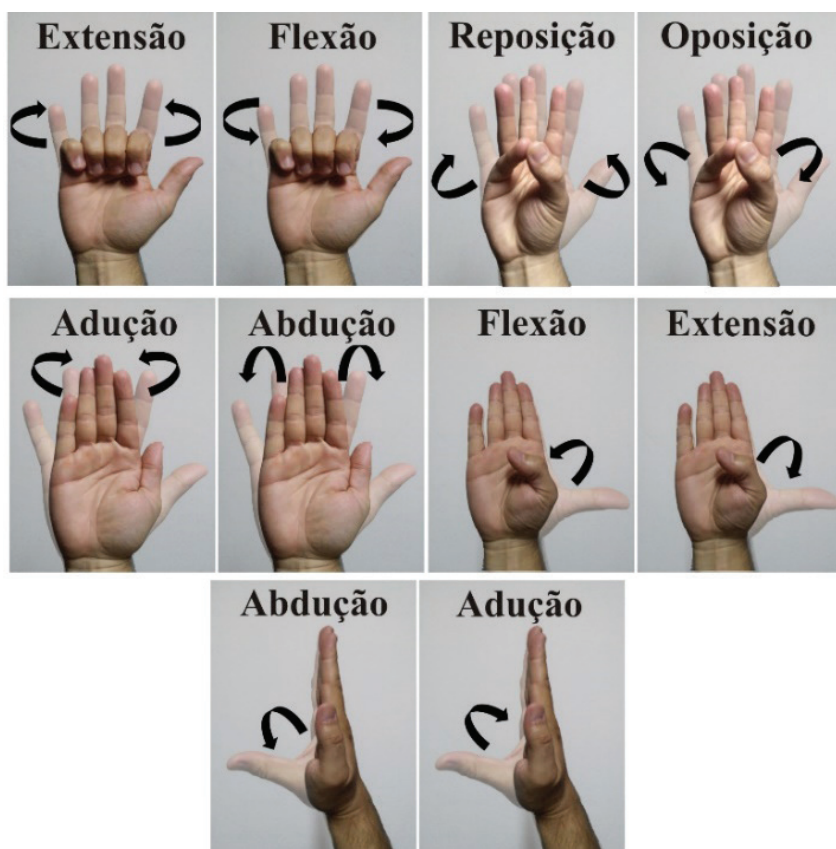 Extensão
Flexão
Reposição
Oposição
Adução
Abdução
Flexão
Extensão
Abdução
Adução